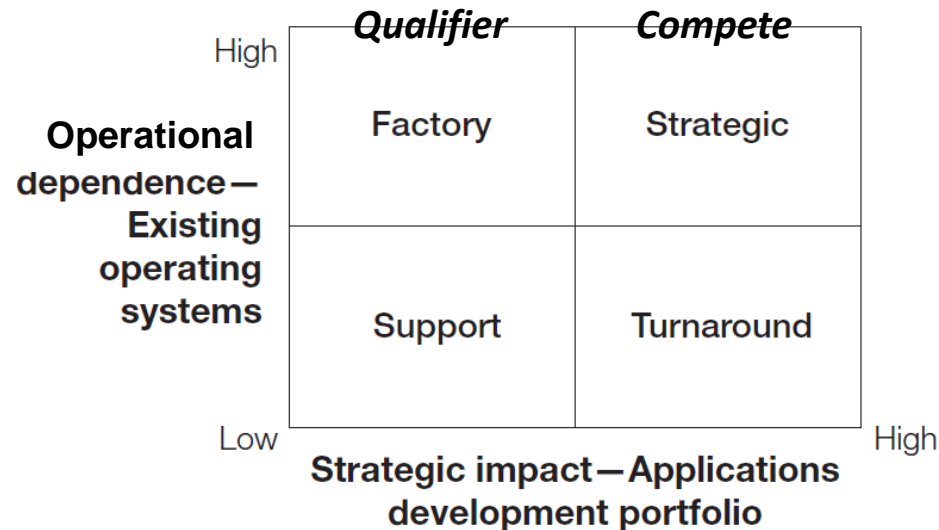 Qualifier Compete
High
Factory Strategic
Operational
dependence—
Existing
operating
systems
Support Turnaround
Low High
Strategic impact—Applications
development portfolio